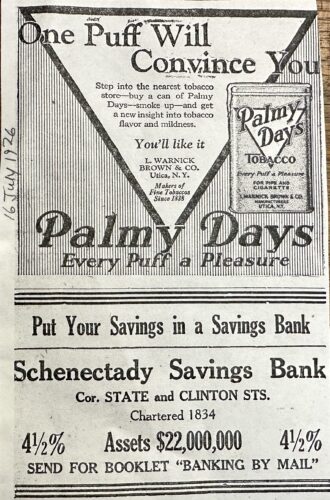 One Puff Will
Convince You
Step into the nearest tobacco
store—buy a can of Palmy
Days—smoke up—and get
a new insight into tobacco
flavor and mildness.
You'll like it
L. WARNICK
BROWN & CO.
Utica, N. Y.
Makers of
Fine Tobaccos
Since 1838
Palmy
Days
TOBACCO
Every Puff a Pleasure
FOR PIPE AND
CIGARETTE
L. WARNICK BROWN & CO.
MANUFACTURERS
UTICA, N.Y.
Palmy Days
Every Puff a Pleasure
16 July 1926
Put Your Savings in a Savings Bank
Schenectady Savings Bank
Cor. STATE and CLINTON STS.
Chartered 1834
4½% Assets $22,000,000 4½%
SEND FOR BOOKLET "BANKING BY MAIL"